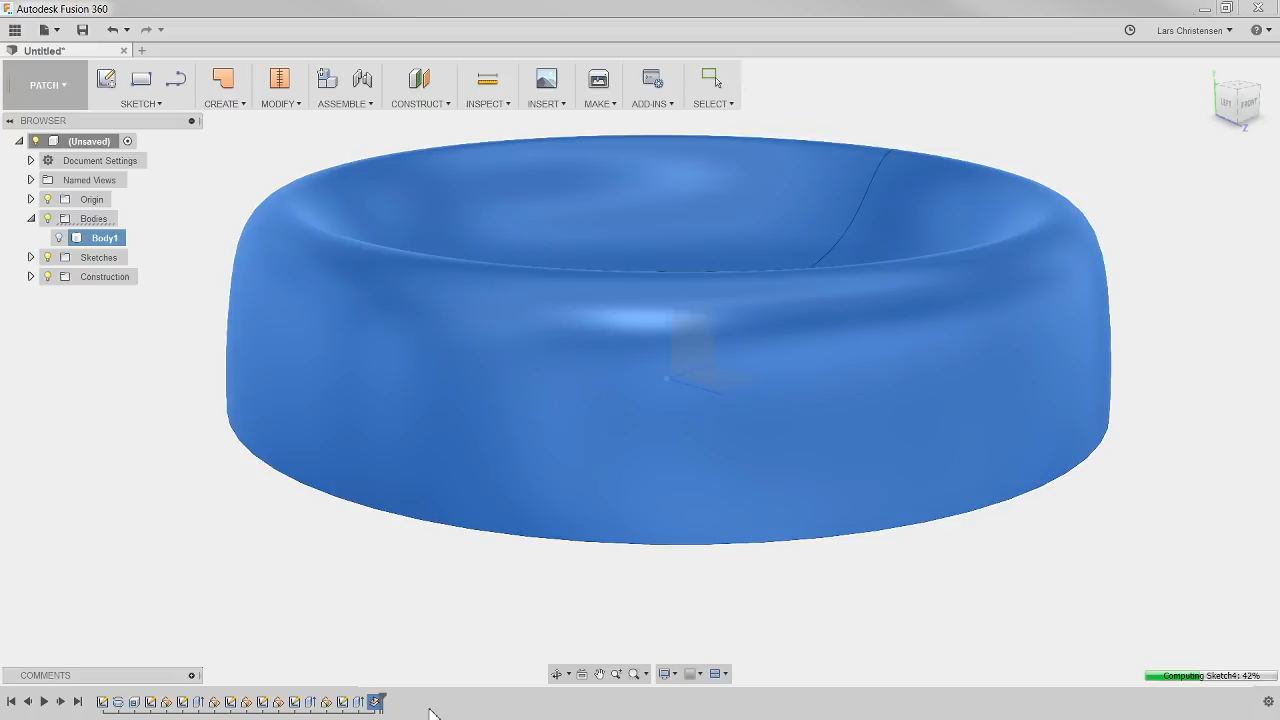 Autodesk Fusion 360
Lars Christensen
Untitled*
PATCH
SKETCH
CREATE
MODIFY
ASSEMBLE
CONSTRUCT
INSPECT
INSERT
MAKE
ADD-INS
SELECT
LEFT
FRONT
Z
BROWSER
(Unsaved)
Document Settings
Named Views
Origin
Bodies
Body1
Sketches
Construction
COMMENTS
Computing Sketch4: 42%